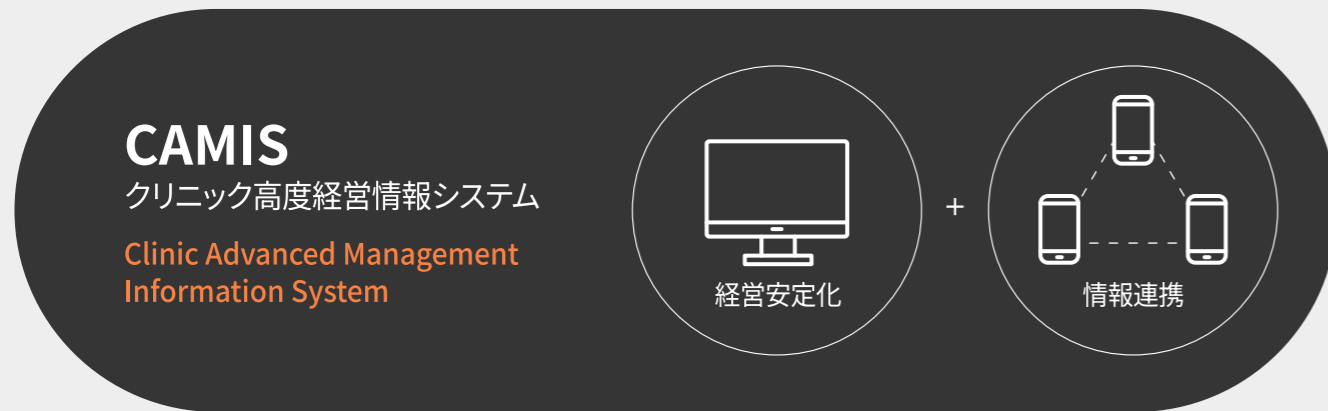 CAMIS
クリニック高度経営情報システム
Clinic Advanced Management
Information System
経営安定化
+
情報連携